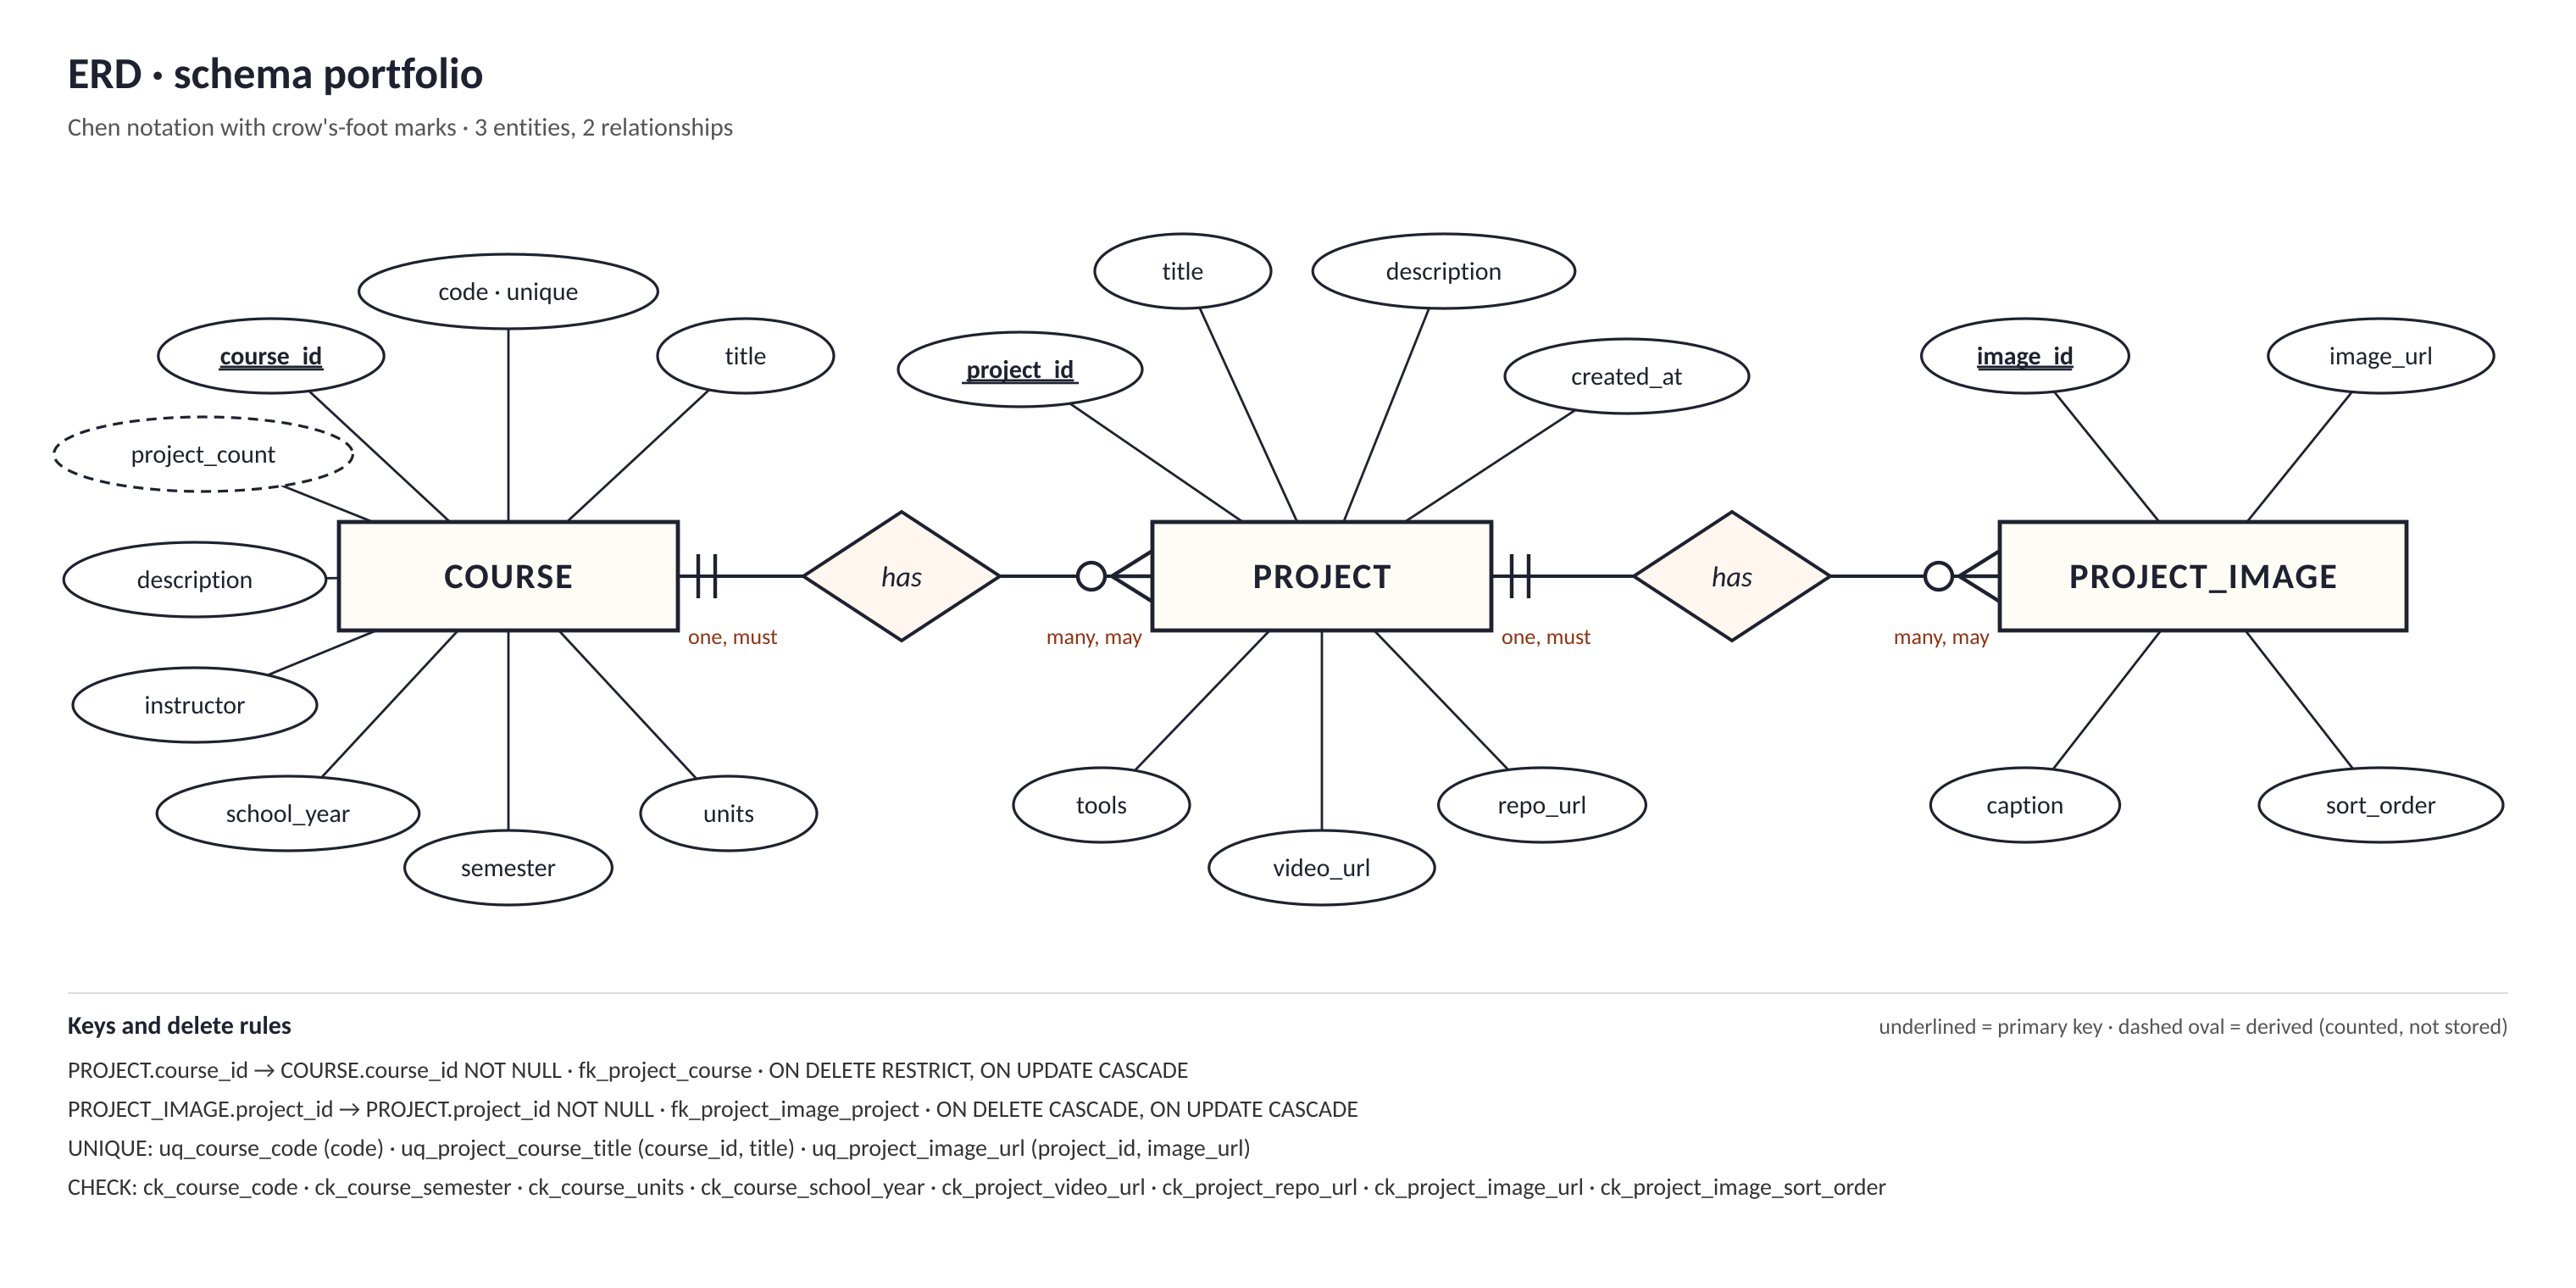 ERD · schema portfolio
Chen notation with crow's-foot marks · 3 entities, 2 relationships
title
description
code · unique
course_id
title
project_id
created_at
image_id
image_url
project_count
description
COURSE
has
PROJECT
has
PROJECT_IMAGE
one, must
many, may
one, must
many, may
instructor
school_year
units
tools
repo_url
caption
sort_order
semester
video_url
Keys and delete rules
underlined = primary key · dashed oval = derived (counted, not stored)
PROJECT.course_id → COURSE.course_id NOT NULL · fk_project_course · ON DELETE RESTRICT, ON UPDATE CASCADE
PROJECT_IMAGE.project_id → PROJECT.project_id NOT NULL · fk_project_image_project · ON DELETE CASCADE, ON UPDATE CASCADE
UNIQUE: uq_course_code (code) · uq_project_course_title (course_id, title) · uq_project_image_url (project_id, image_url)
CHECK: ck_course_code · ck_course_semester · ck_course_units · ck_course_school_year · ck_project_video_url · ck_project_repo_url · ck_project_image_url · ck_project_image_sort_order